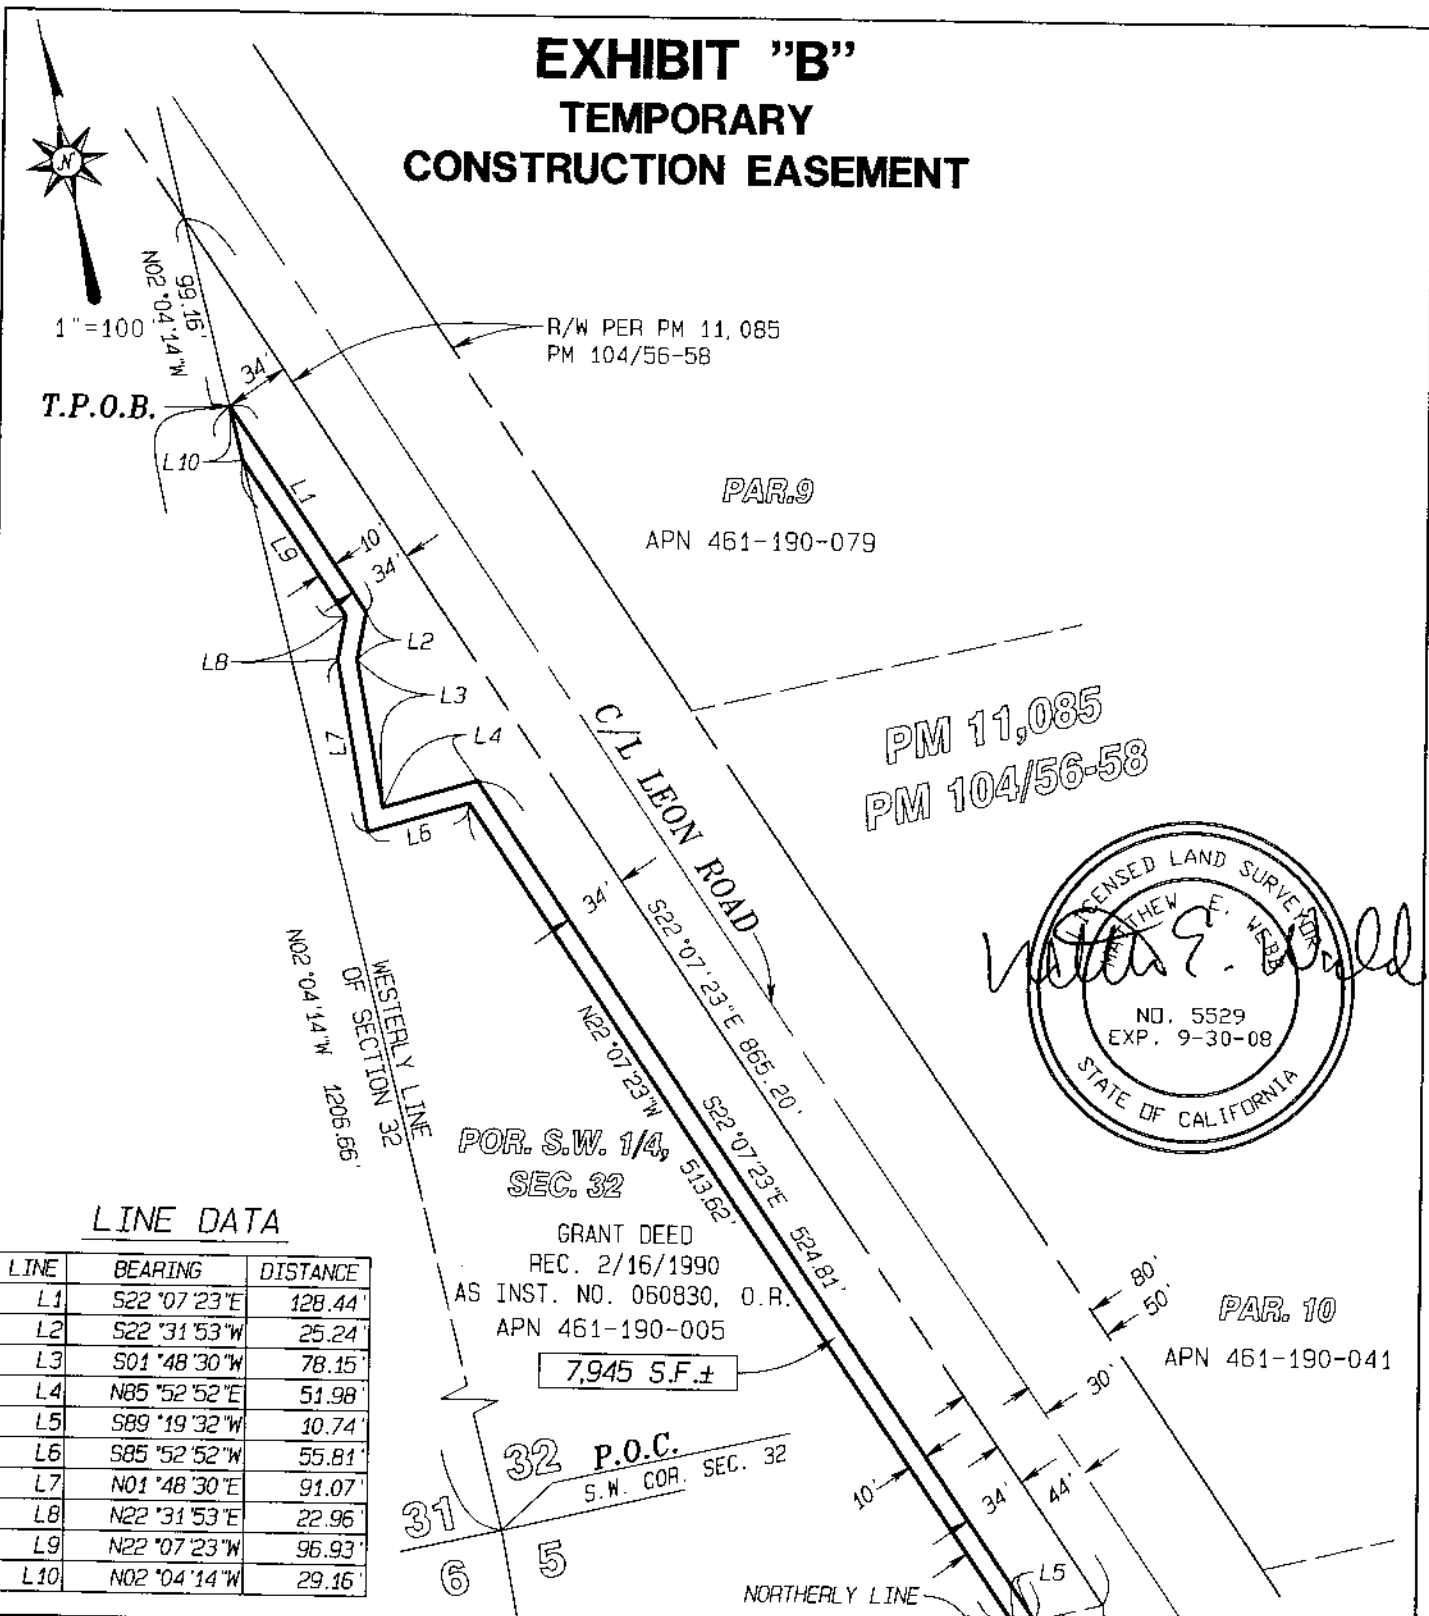 EXHIBIT "B"
TEMPORARY
CONSTRUCTION EASEMENT
N
1"=100'
99.16'
N02°04'14"W
34'
R/W PER PM 11,085
PM 104/56-58
T.P.O.B.
L10
L1
L9
10'
34'
L2
L8
L3
L4
L7
L6
PAR.9
APN 461-190-079
C/L LEON ROAD
PM 11,085
PM 104/56-58
LICENSED LAND SURVEYOR
MATTHEW E. WEBB
NO. 5529
EXP. 9-30-08
STATE OF CALIFORNIA
34'
S22°07'23"E 865.20'
WESTERLY LINE
OF SECTION 32
N02°04'14"W 1206.66'
N22°07'23"W 513.62'
S22°07'23"E 524.81'
POR. S.W. 1/4,
SEC. 32
GRANT DEED
REC. 2/16/1990
AS INST. NO. 060830, O.R.
APN 461-190-005
7,945 S.F.±
80'
50'
30'
PAR. 10
APN 461-190-041
LINE DATA
LINE BEARING DISTANCE
L1 S22°07'23"E 128.44'
L2 S22°31'53"W 25.24'
L3 S01°48'30"W 78.15'
L4 N85°52'52"E 51.98'
L5 S89°19'32"W 10.74'
L6 S85°52'52"W 55.81'
L7 N01°48'30"E 91.07'
L8 N22°31'53"E 22.96'
L9 N22°07'23"W 96.93'
L10 N02°04'14"W 29.16'
32 P.O.C.
S.W. COR. SEC. 32
31
6
5
10'
34'
44'
L5
NORTHERLY LINE